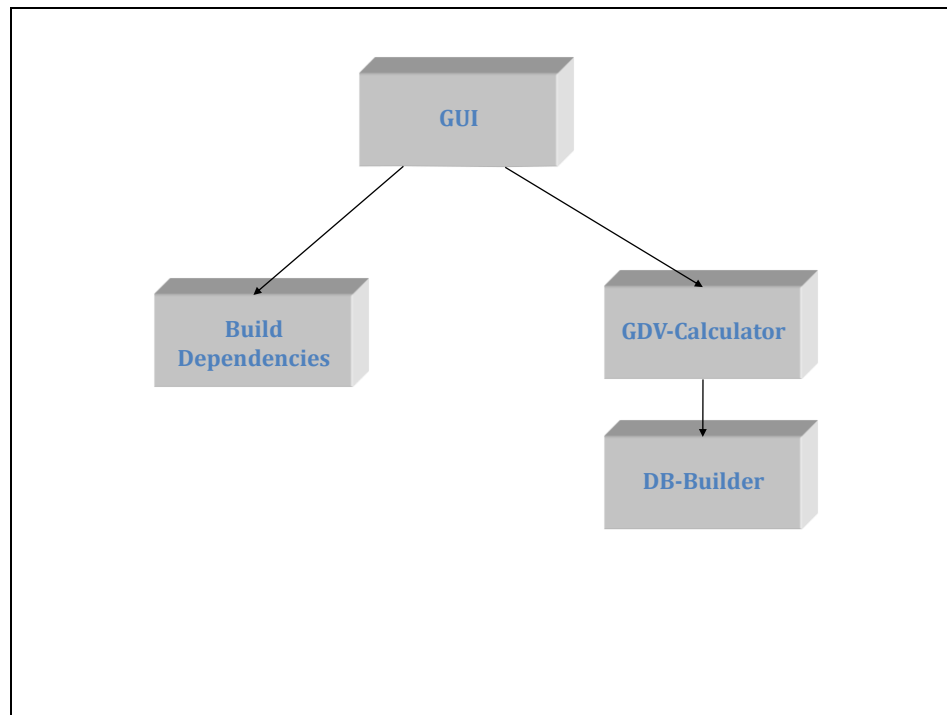 GUI
Build
Dependencies
GDV-Calculator
DB-Builder